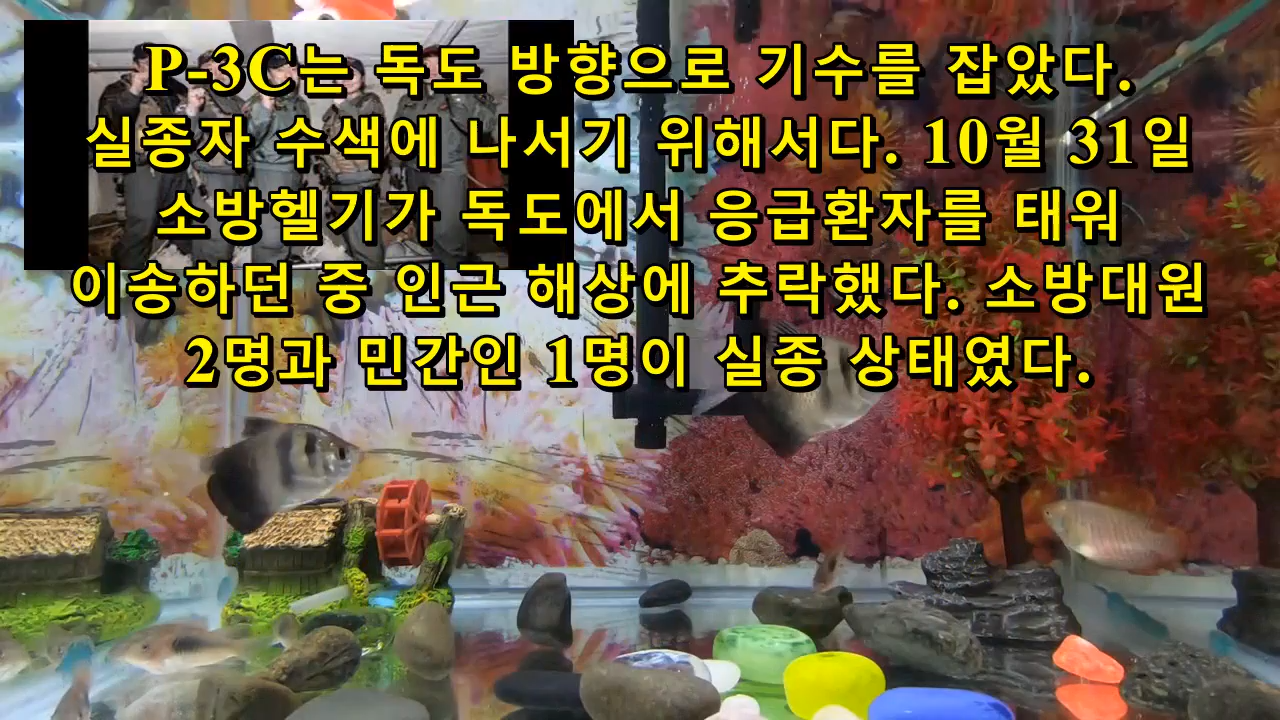 P-3C는 독도 방향으로 기수를 잡았다.
실종자 수색에 나서기 위해서다. 10월 31일
소방헬기가 독도에서 응급환자를 태워
이송하던 중 인근 해상에 추락했다. 소방대원
2명과 민간인 1명이 실종 상태였다.